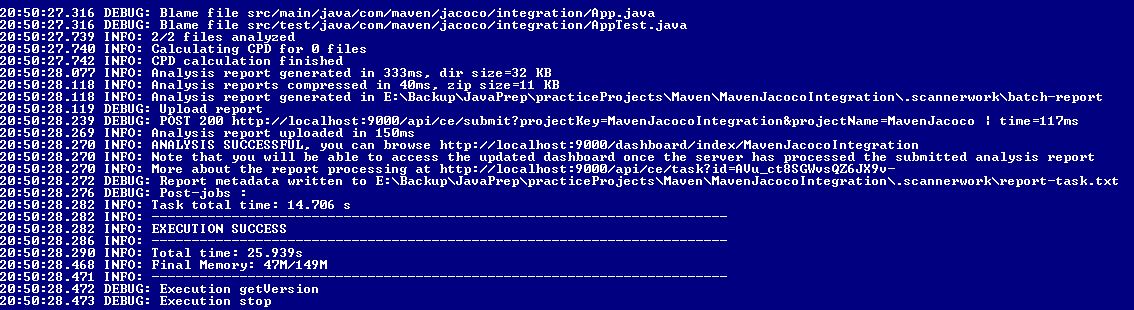 20:50:27.316 DEBUG: Blame file src/main/java/com/maven/jacoco/integration/App.java
20:50:27.316 DEBUG: Blame file src/test/java/com/maven/jacoco/integration/AppTest.java
20:50:27.739 INFO: 2/2 files analyzed
20:50:27.740 INFO: Calculating CPD for 0 files
20:50:27.742 INFO: CPD calculation finished
20:50:28.077 INFO: Analysis report generated in 333ms, dir size=32 KB
20:50:28.118 INFO: Analysis reports compressed in 40ms, zip size=11 KB
20:50:28.118 INFO: Analysis report generated in E:\Backup\JavaPrep\practiceProjects\Maven\MavenJacocoIntegration\.scannerwork\batch-report
20:50:28.119 DEBUG: Upload report
20:50:28.239 DEBUG: POST 200 http://localhost:9000/api/ce/submit?projectKey=MavenJacocoIntegration&projectName=MavenJacoco | time=117ms
20:50:28.269 INFO: Analysis report uploaded in 150ms
20:50:28.270 INFO: ANALYSIS SUCCESSFUL, you can browse http://localhost:9000/dashboard/index/MavenJacocoIntegration
20:50:28.270 INFO: Note that you will be able to access the updated dashboard once the server has processed the submitted analysis report
20:50:28.270 INFO: More about the report processing at http://localhost:9000/api/ce/task?id=AVu_ct8SGWvsQZ6JX9v-
20:50:28.272 DEBUG: Report metadata written to E:\Backup\JavaPrep\practiceProjects\Maven\MavenJacocoIntegration\.scannerwork\report-task.txt
20:50:28.276 DEBUG: Post-jobs :
20:50:28.282 INFO: Task total time: 14.706 s
20:50:28.282 INFO: ------------------------------------------------------------------------
20:50:28.282 INFO: EXECUTION SUCCESS
20:50:28.286 INFO: ------------------------------------------------------------------------
20:50:28.290 INFO: Total time: 25.939s
20:50:28.468 INFO: Final Memory: 47M/149M
20:50:28.471 INFO: ------------------------------------------------------------------------
20:50:28.472 DEBUG: Execution getVersion
20:50:28.473 DEBUG: Execution stop